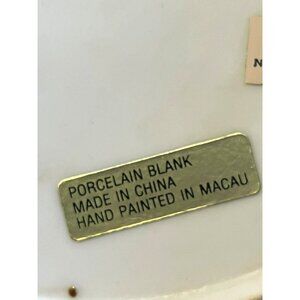 PORCELAIN BLANK
MADE IN CHINA
HAND PAINTED IN MACAU
N